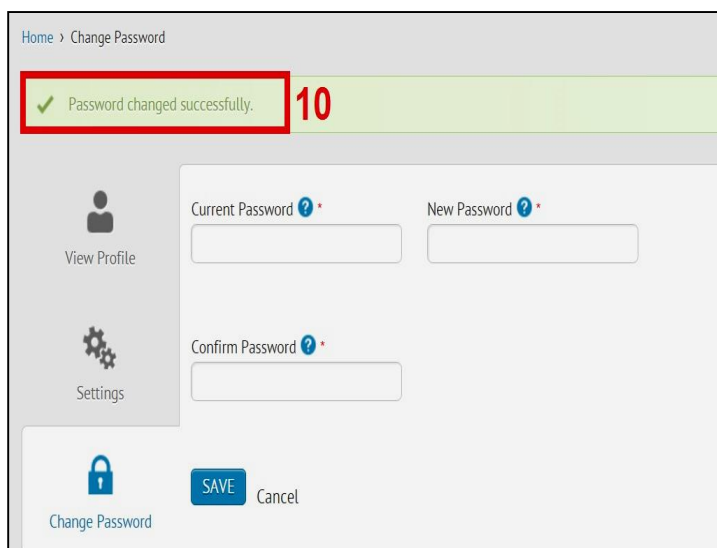 Home › Change Password
✔ Password changed successfully. 10
View Profile
Current Password ? *
New Password ? *
Settings
Confirm Password ? *
Change Password
SAVE
Cancel